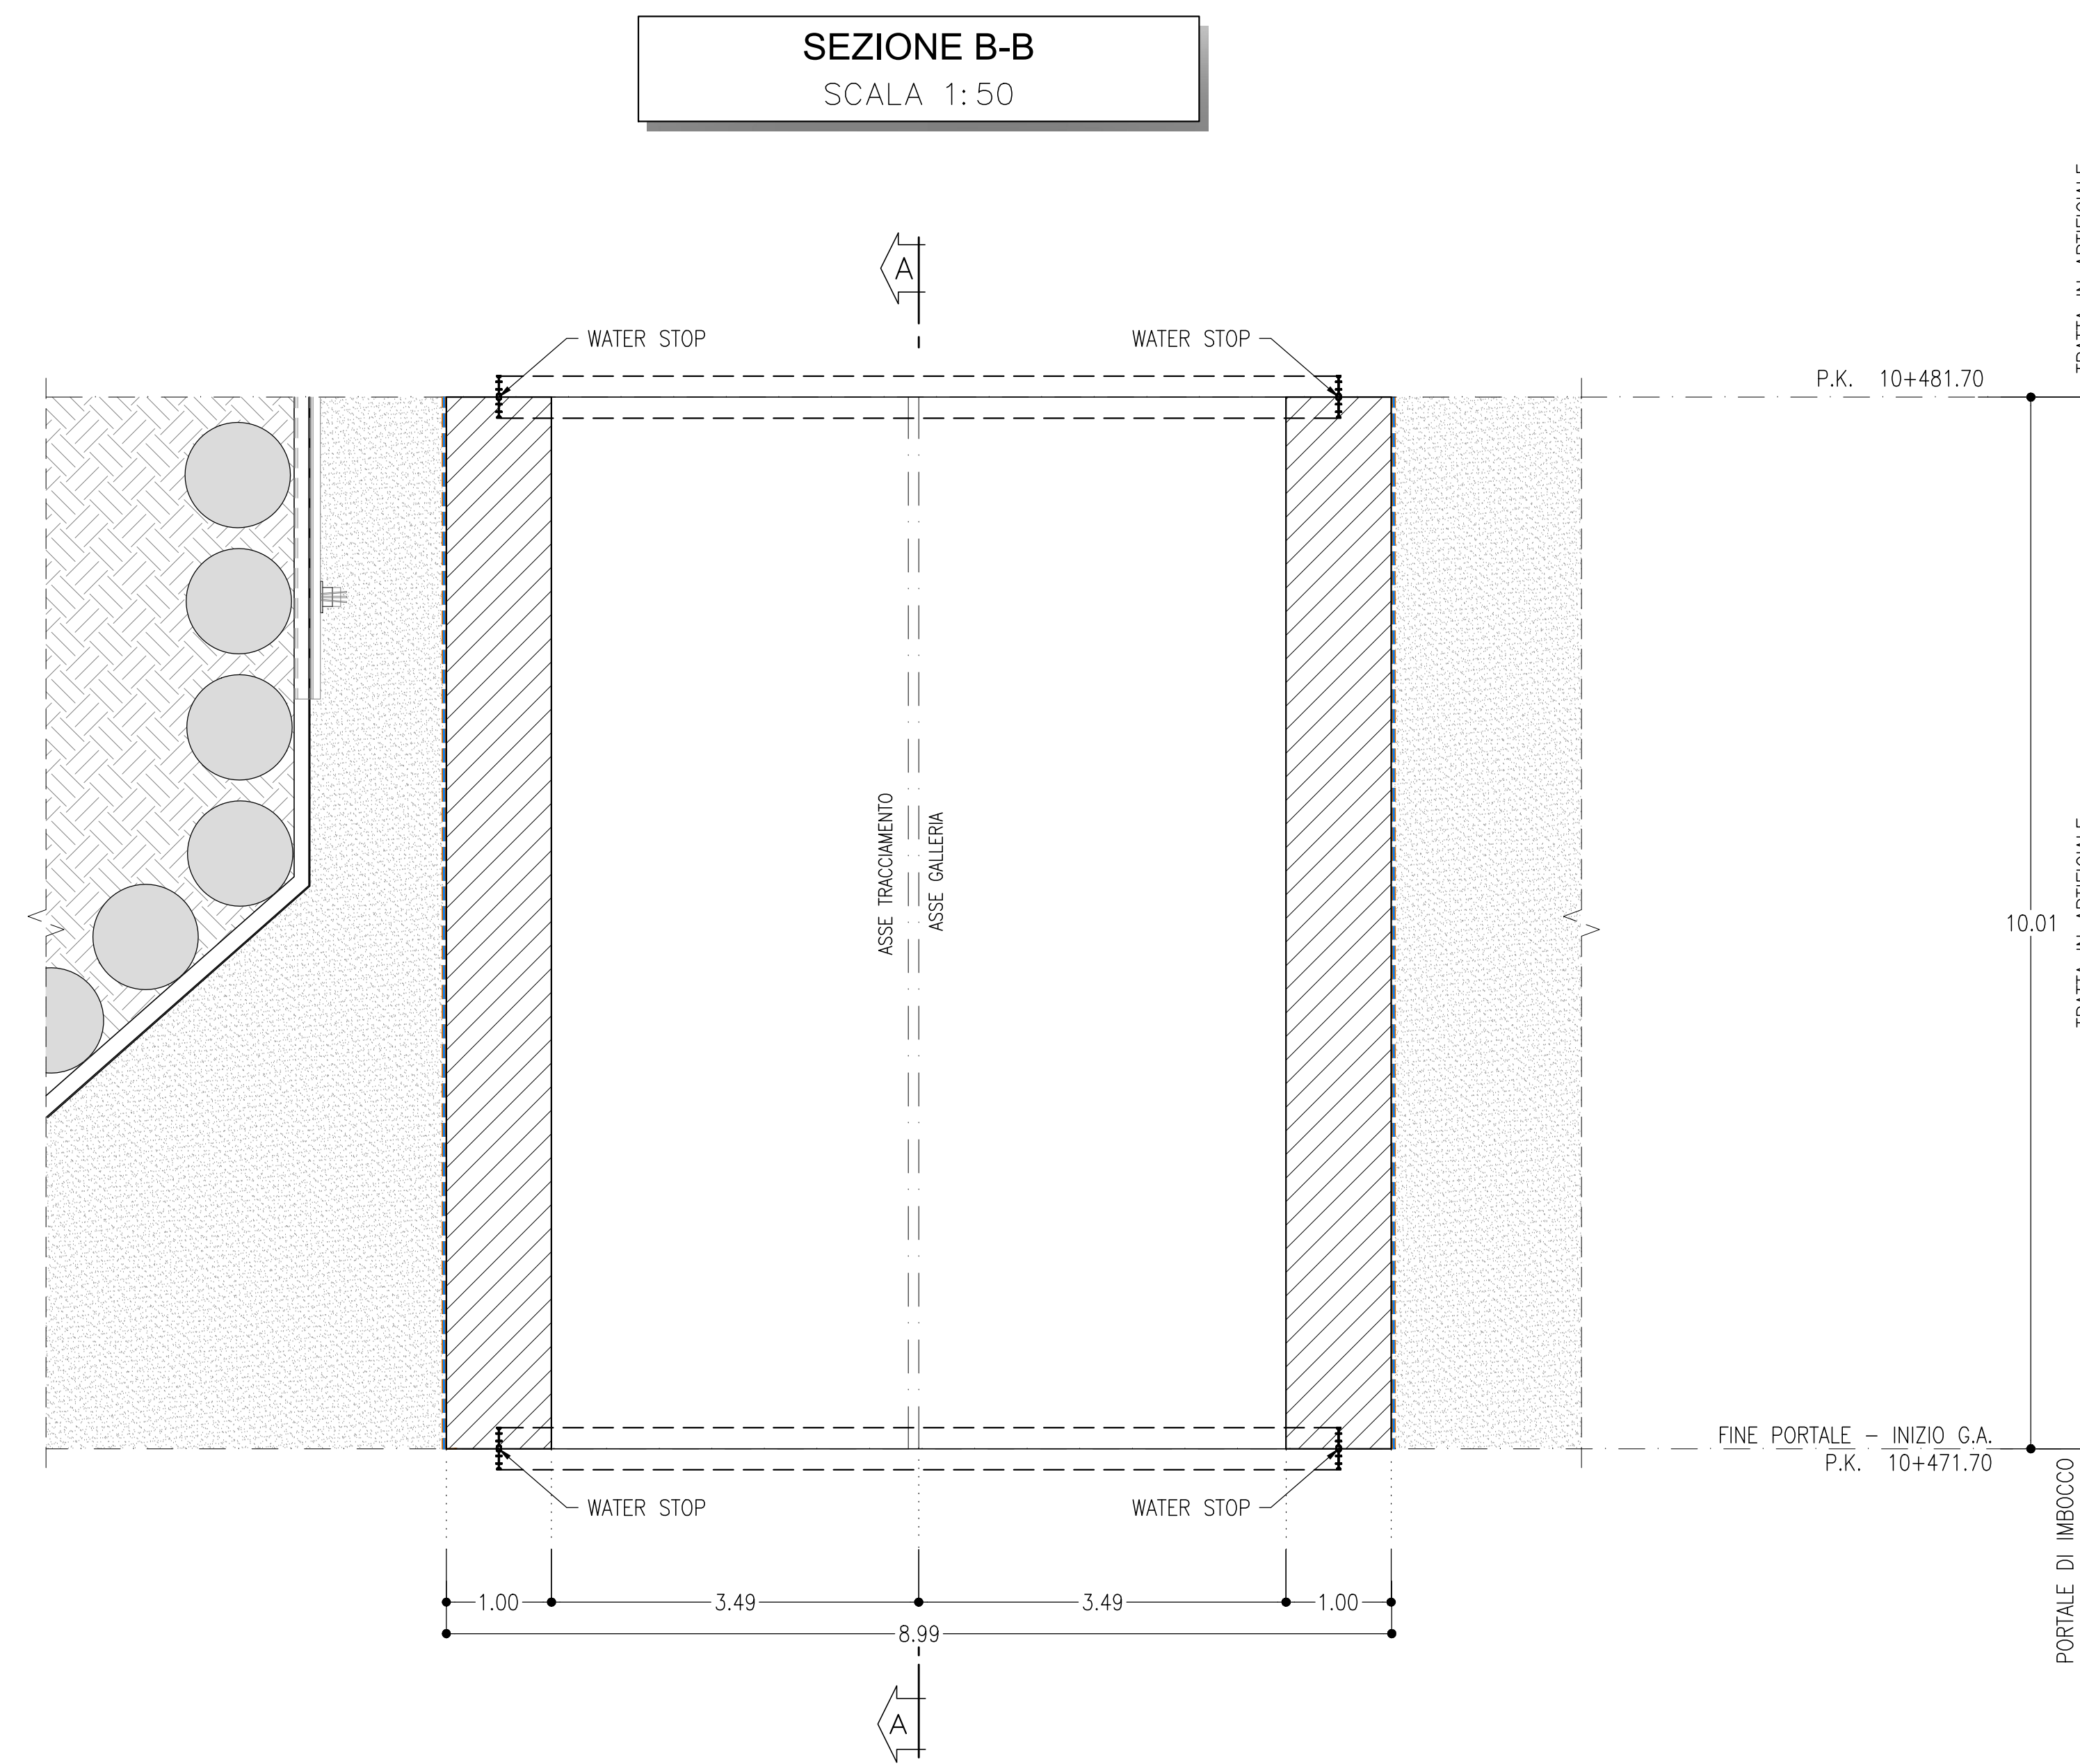 SEZIONE B-B
SCALA 1:50
A
WATER STOP
WATER STOP
P.K. 10+481.70
ASSE TRACCIAMENTO
ASSE GALLERIA
10.01
FINE PORTALE – INIZIO G.A.
P.K. 10+471.70
PORTALE DI IMBOCCO
WATER STOP
WATER STOP
1.00
3.49
3.49
1.00
8.99
A